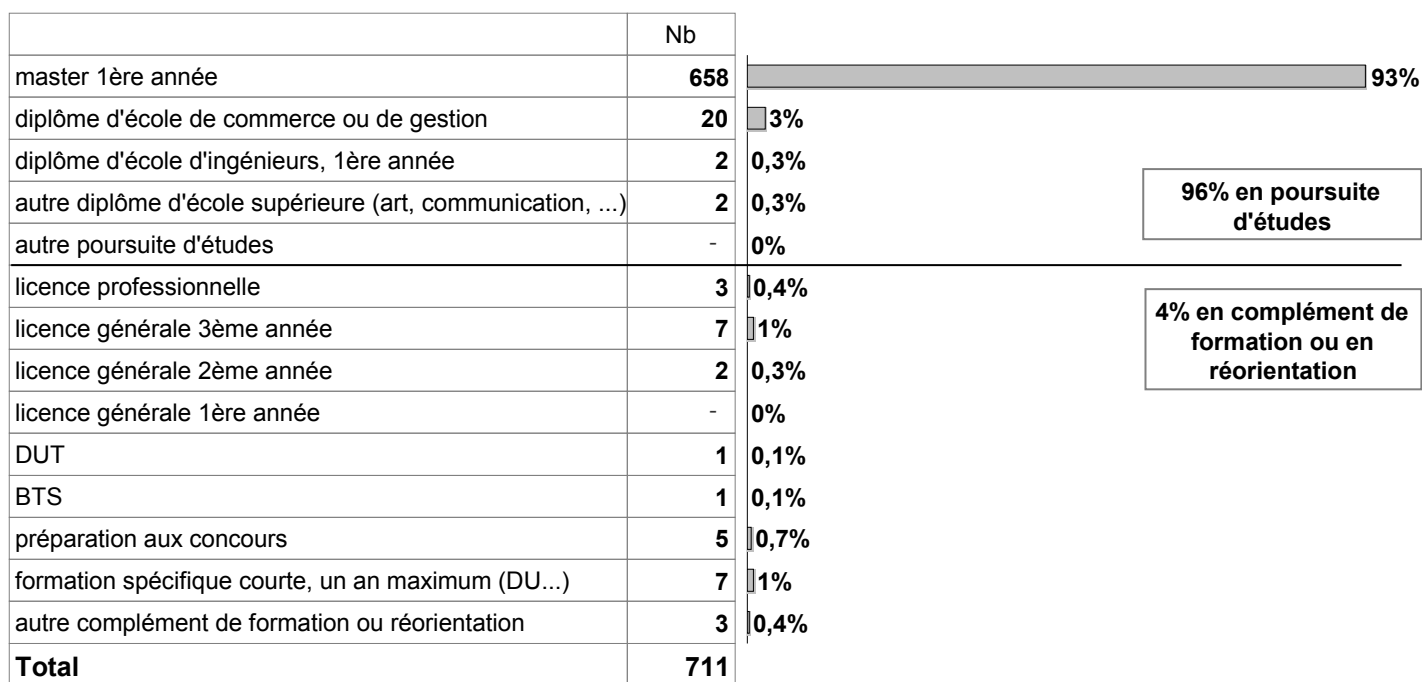 Nb
master 1ère année 658 93%
diplôme d'école de commerce ou de gestion 20 3%
diplôme d'école d'ingénieurs, 1ère année 2 0,3%
autre diplôme d'école supérieure (art, communication, ...) 2 0,3%
autre poursuite d'études - 0%
96% en poursuite
d'études
licence professionnelle 3 0,4%
licence générale 3ème année 7 1%
licence générale 2ème année 2 0,3%
licence générale 1ère année - 0%
DUT 1 0,1%
BTS 1 0,1%
préparation aux concours 5 0,7%
formation spécifique courte, un an maximum (DU...) 7 1%
autre complément de formation ou réorientation 3 0,4%
4% en complément de
formation ou en
réorientation
Total 711